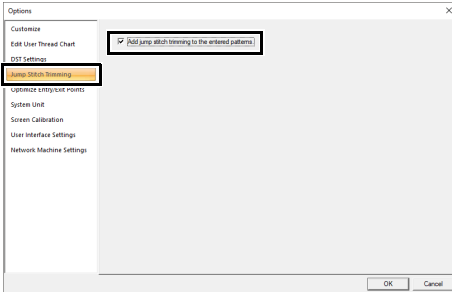 Options
Customize
Edit User Thread Chart
DST Settings
Jump Stitch Trimming
Optimize Entry/Exit Points
System Unit
Screen Calibration
User Interface Settings
Network Machine Settings
Add jump stitch trimming to the entered patterns
OK
Cancel